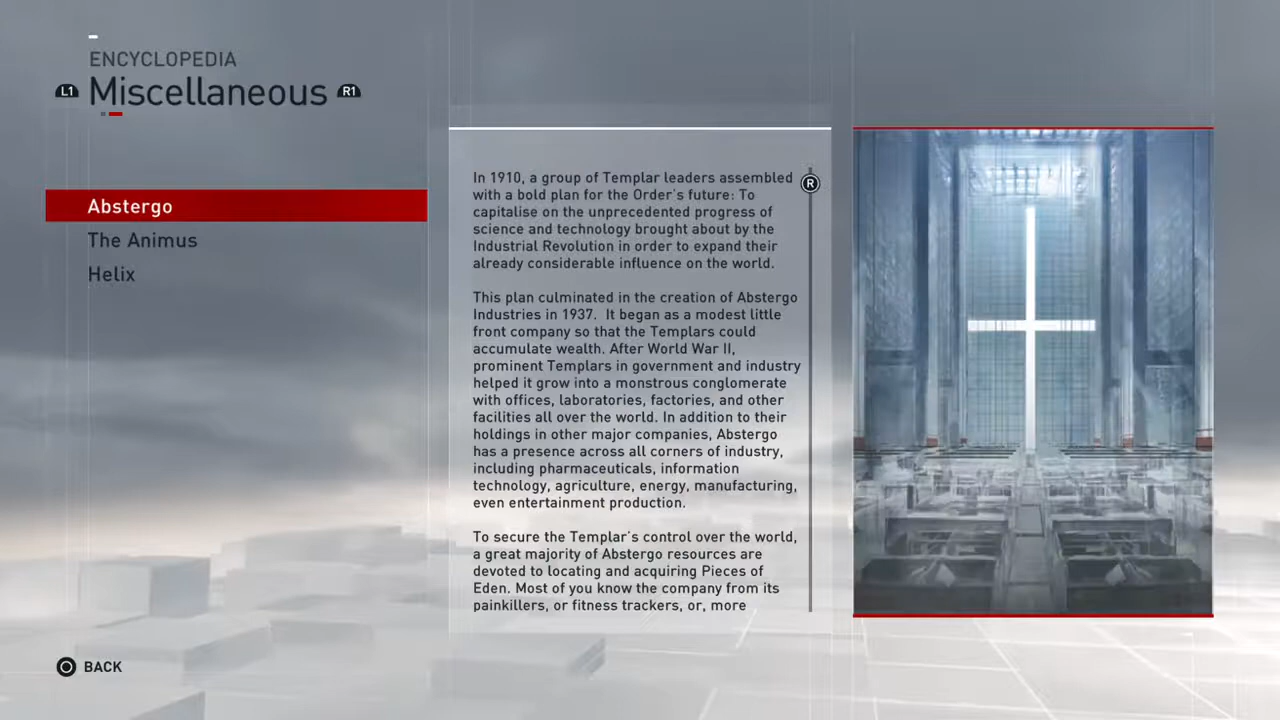 ENCYCLOPEDIA
L1 Miscellaneous R1
Abstergo
The Animus
Helix
In 1910, a group of Templar leaders assembled
with a bold plan for the Order's future: To
capitalise on the unprecedented progress of
science and technology brought about by the
Industrial Revolution in order to expand their
already considerable influence on the world.
This plan culminated in the creation of Abstergo
Industries in 1937. It began as a modest little
front company so that the Templars could
accumulate wealth. After World War II,
prominent Templars in government and industry
helped it grow into a monstrous conglomerate
with offices, laboratories, factories, and other
facilities all over the world. In addition to their
holdings in other major companies, Abstergo
has a presence across all corners of industry,
including pharmaceuticals, information
technology, agriculture, energy, manufacturing,
even entertainment production.
To secure the Templar's control over the world,
a great majority of Abstergo resources are
devoted to locating and acquiring Pieces of
Eden. Most of you know the company from its
painkillers, or fitness trackers, or, more
R
BACK